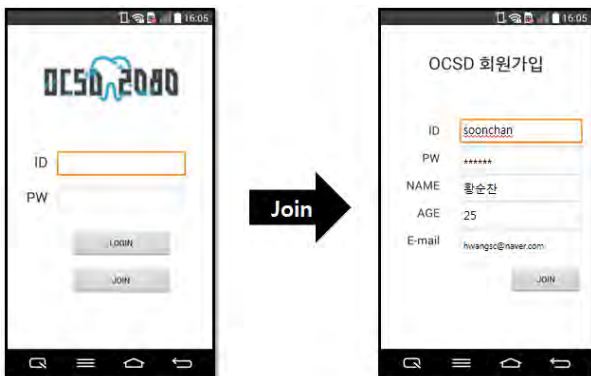 16:05
OCSD 2080
ID
PW
LOGIN
JOIN
Join
16:05
OCSD 회원가입
ID soonchan
PW ******
NAME 황순찬
AGE 25
E-mail hwangsc@naver.com
JOIN